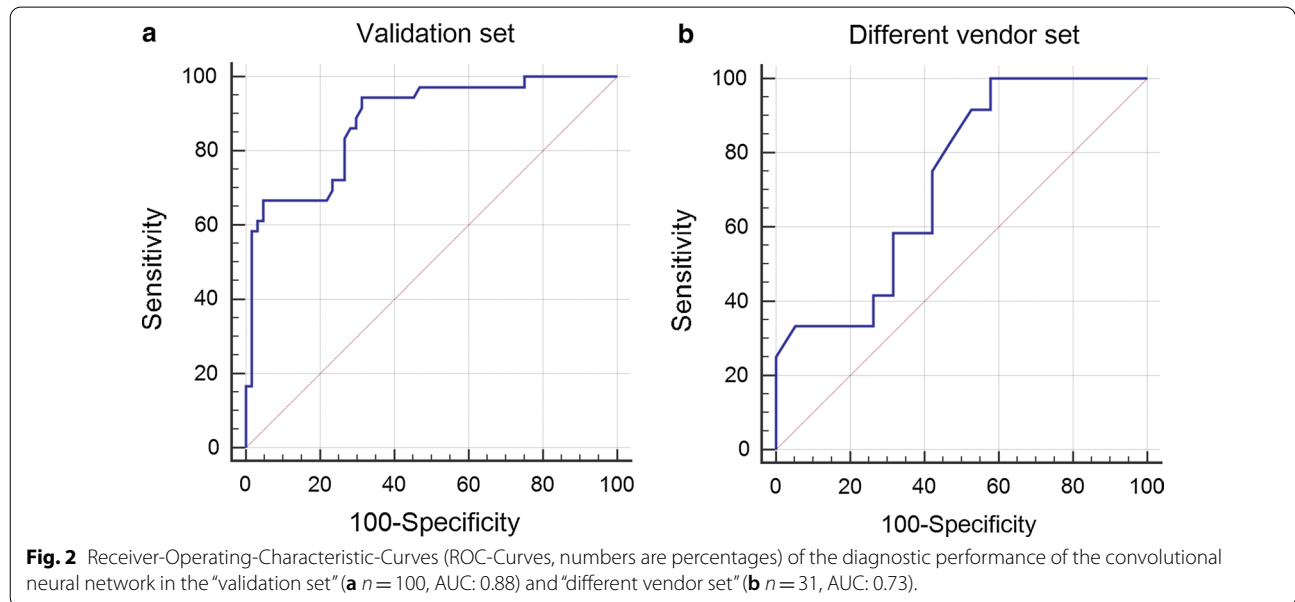 a Validation set
100
80
60
40
20
0
Sensitivity
0 20 40 60 80 100
100-Specificity
b Different vendor set
100
80
60
40
20
0
Sensitivity
0 20 40 60 80 100
100-Specificity
Fig. 2 Receiver-Operating-Characteristic-Curves (ROC-Curves, numbers are percentages) of the diagnostic performance of the convolutional
neural network in the “validation set” (a n = 100, AUC: 0.88) and “different vendor set” (b n = 31, AUC: 0.73).